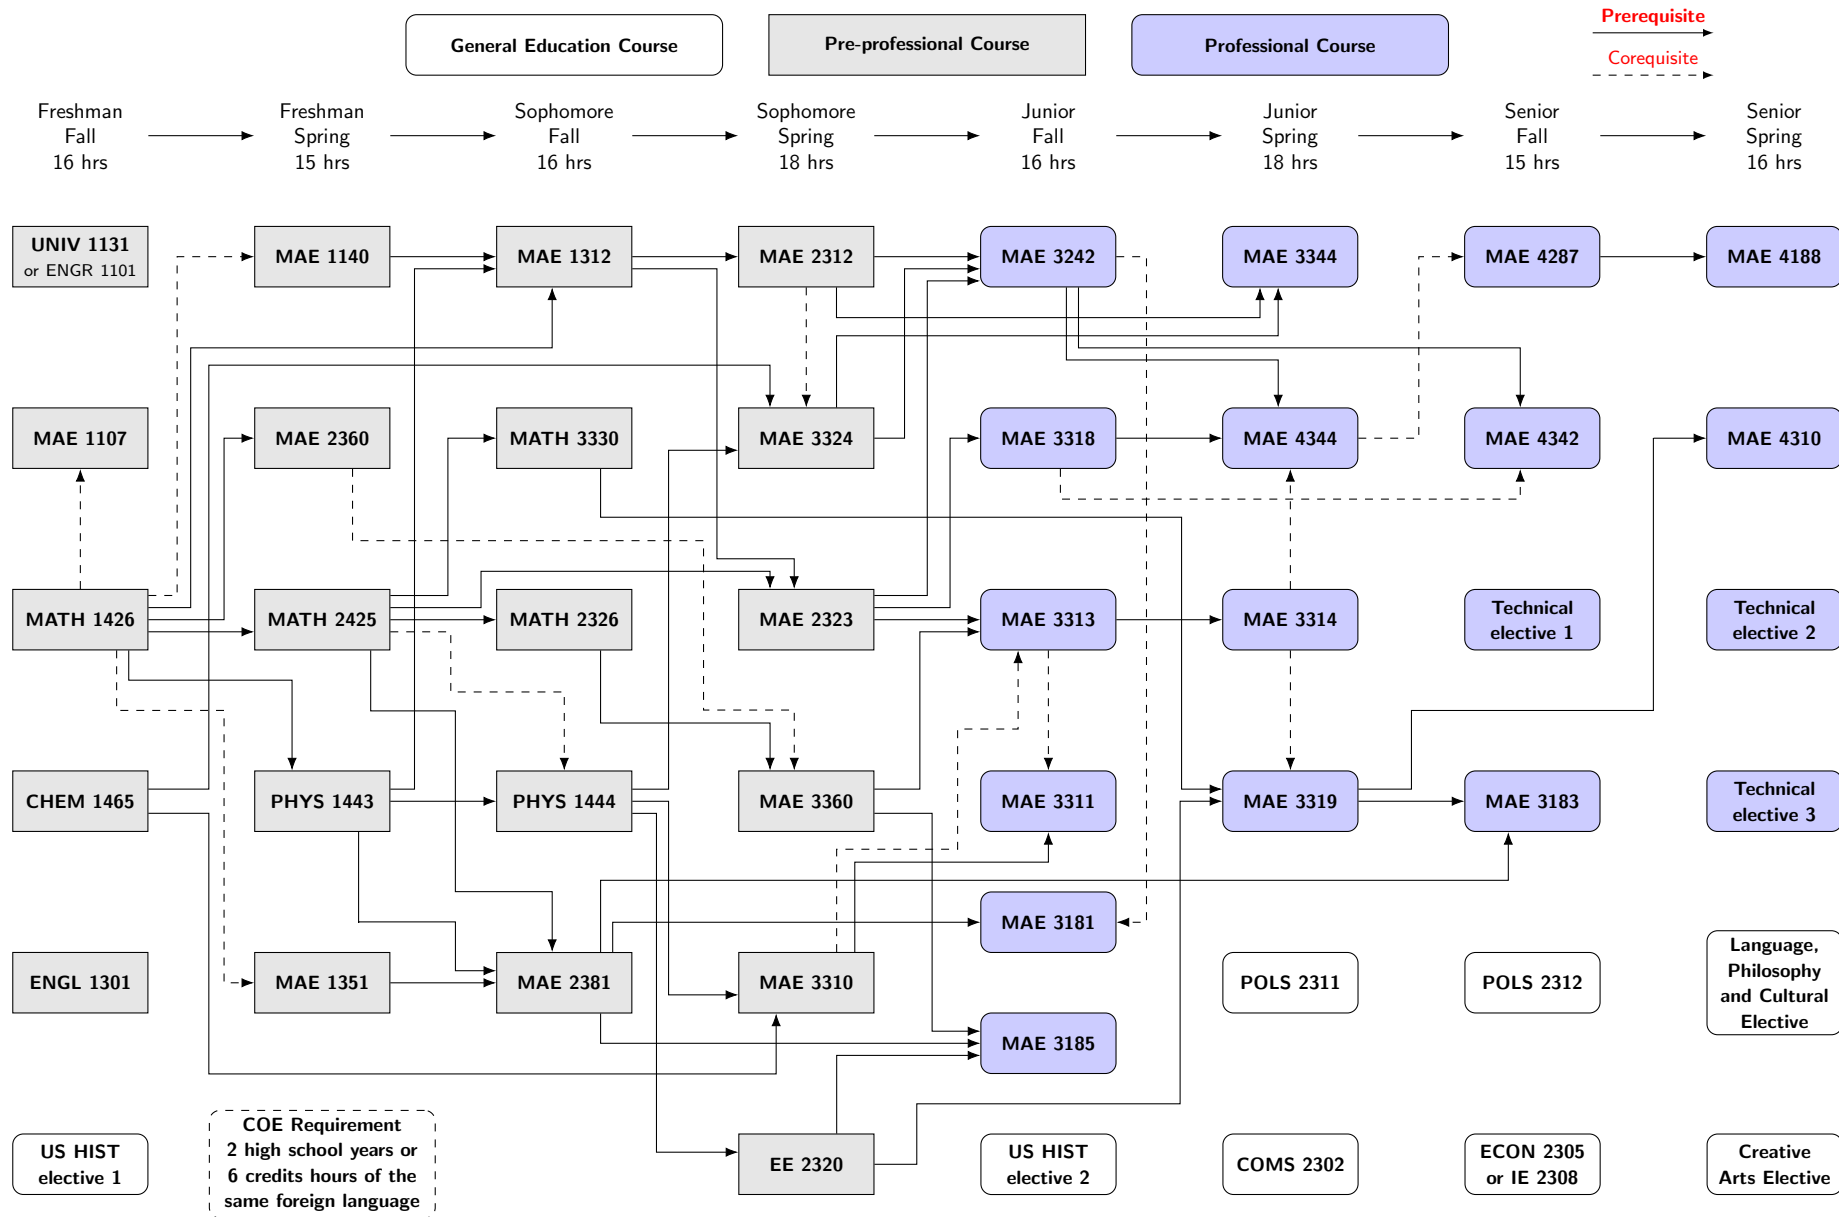 General Education Course
Pre-professional Course
Professional Course
Prerequisite
Corequisite
Freshman
Fall
16 hrs
Freshman
Spring
15 hrs
Sophomore
Fall
16 hrs
Sophomore
Spring
18 hrs
Junior
Fall
16 hrs
Junior
Spring
18 hrs
Senior
Fall
15 hrs
Senior
Spring
16 hrs
UNIV 1131
or ENGR 1101
MAE 1140
MAE 1312
MAE 2312
MAE 3242
MAE 3344
MAE 4287
MAE 4188
MAE 1107
MAE 2360
MATH 3330
MAE 3324
MAE 3318
MAE 4344
MAE 4342
MAE 4310
MATH 1426
MATH 2425
MATH 2326
MAE 2323
MAE 3313
MAE 3314
Technical
elective 1
Technical
elective 2
CHEM 1465
PHYS 1443
PHYS 1444
MAE 3360
MAE 3311
MAE 3319
MAE 3183
Technical
elective 3
MAE 3181
ENGL 1301
MAE 1351
MAE 2381
MAE 3310
POLS 2311
POLS 2312
Language,
Philosophy
and Cultural
Elective
MAE 3185
US HIST
elective 1
COE Requirement
2 high school years or
6 credits hours of the
same foreign language
EE 2320
US HIST
elective 2
COMS 2302
ECON 2305
or IE 2308
Creative
Arts Elective